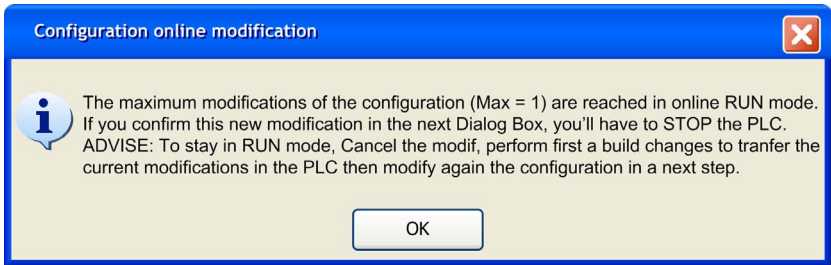 Configuration online modification
The maximum modifications of the configuration (Max = 1) are reached in online RUN mode.
If you confirm this new modification in the next Dialog Box, you'll have to STOP the PLC.
ADVISE: To stay in RUN mode, Cancel the modif, perform first a build changes to tranfer the
current modifications in the PLC then modify again the configuration in a next step.
OK